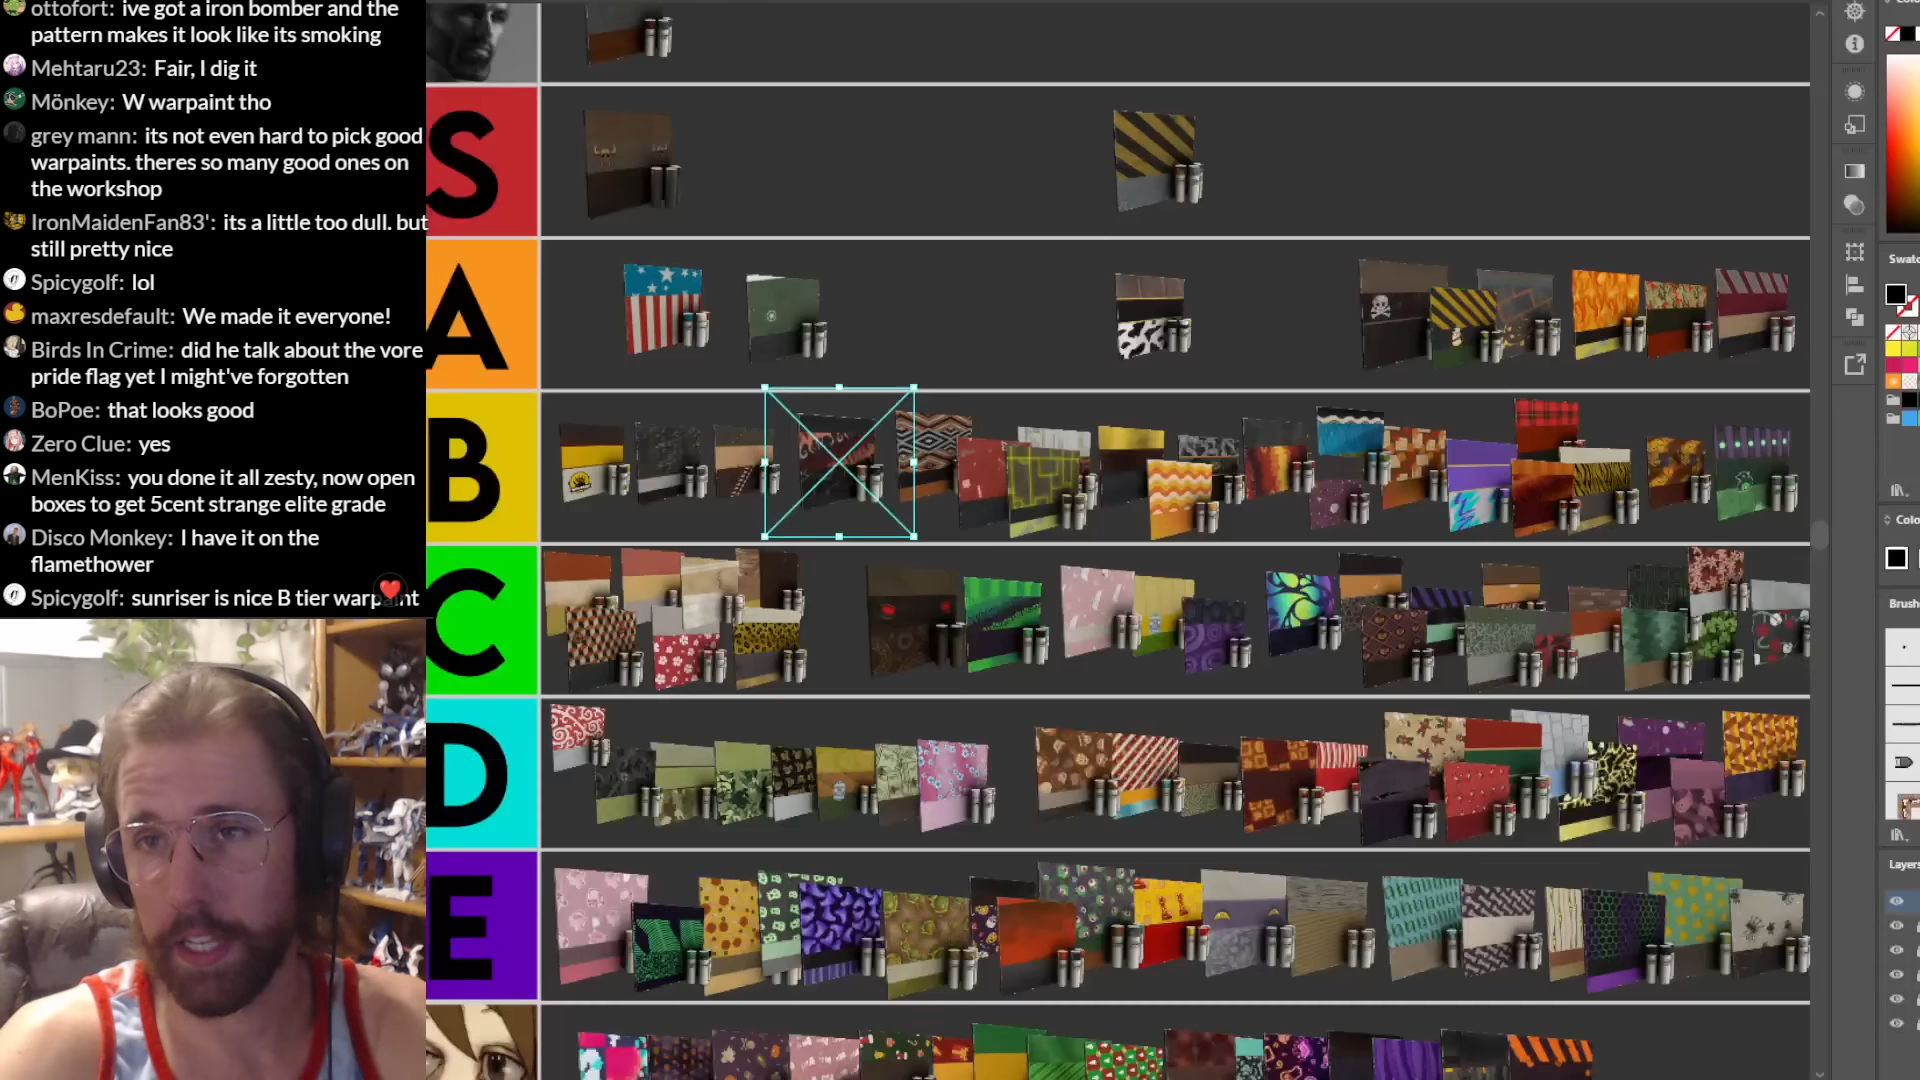 ottofort: ive got a iron bomber and the
pattern makes it look like its smoking
Mehtaru23: Fair, I dig it
Mönkey: W warpaint tho
grey mann: its not even hard to pick good
warpaints. theres so many good ones on
the workshop
IronMaidenFan83': its a little too dull. but
still pretty nice
Spicygolf: lol
maxresdefault: We made it everyone!
Birds In Crime: did he talk about the vore
pride flag yet I might've forgotten
BoPoe: that looks good
Zero Clue: yes
MenKiss: you done it all zesty, now open
boxes to get 5cent strange elite grade
Disco Monkey: I have it on the
flamethower
Spicygolf: sunriser is nice B tier warpaint
S
A
B
C
D
E
Swatc
Colo
Brushe
Layers